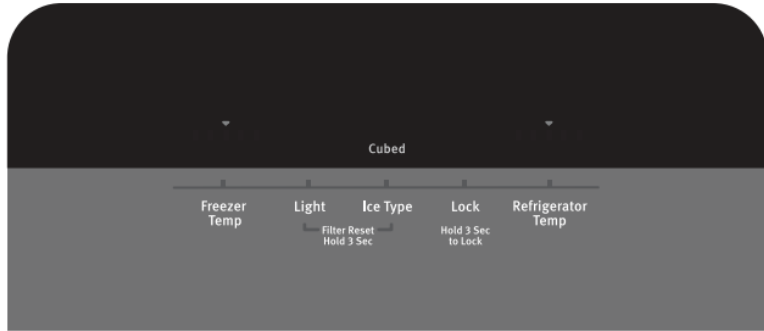 Cubed
Freezer Temp
Light
Ice Type
Lock
Refrigerator Temp
Filter Reset
Hold 3 Sec
Hold 3 Sec
to Lock